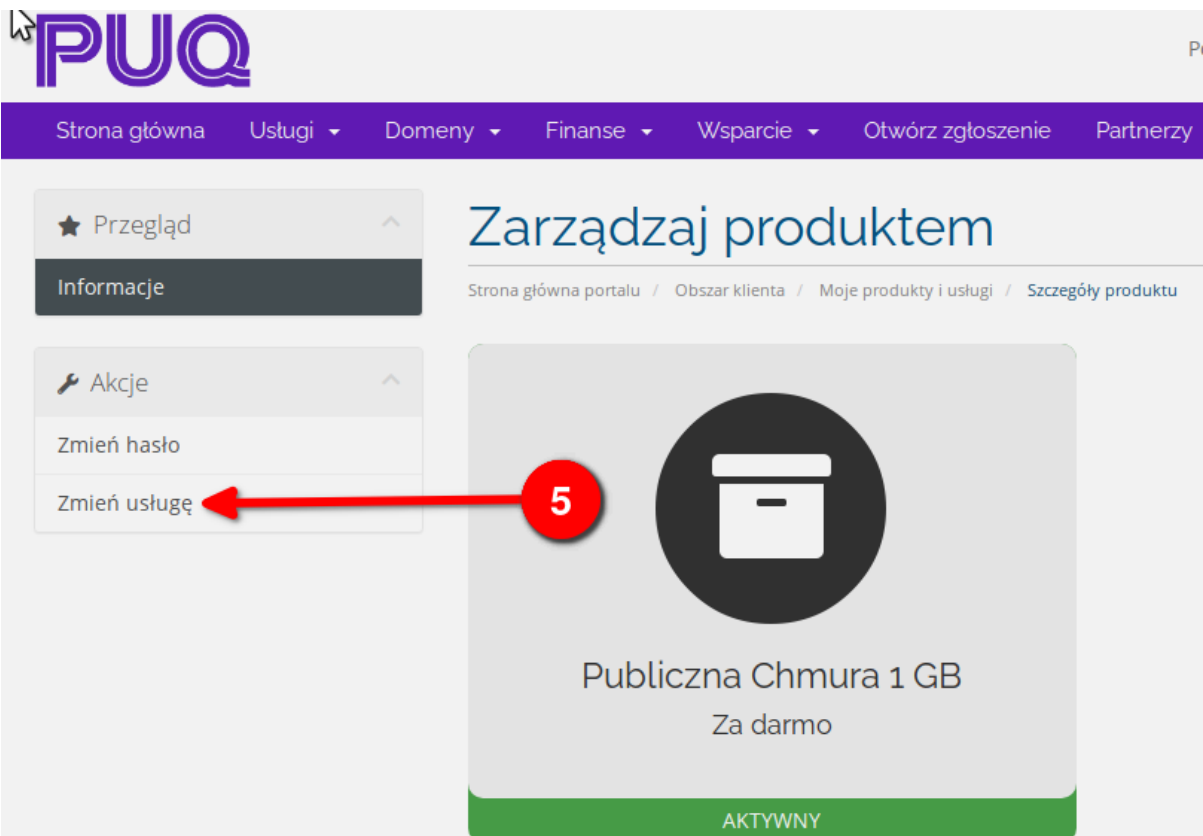 PUQ
Strona główna Usługi Domeny Finanse Wsparcie Otwórz zgłoszenie Partnerzy
Przegląd
Informacje
Akcje
Zmień hasło
Zmień usługę
Zarządzaj produktem
Strona główna portalu / Obszar klienta / Moje produkty i usługi / Szczegóły produktu
5
Publiczna Chmura 1 GB
Za darmo
AKTYWNY